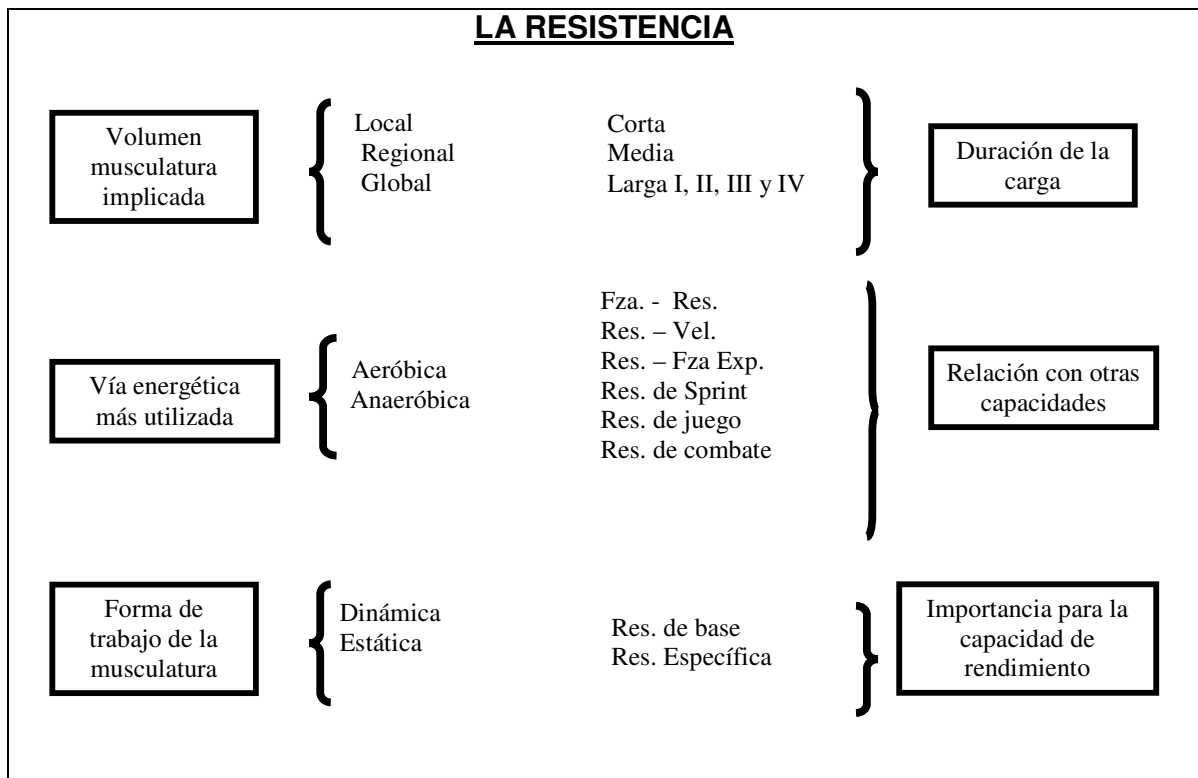 LA RESISTENCIA
Volumen
musculatura
implicada
Local
Regional
Global
Corta
Media
Larga I, II, III y IV
Duración de la
carga
Vía energética
más utilizada
Aeróbica
Anaeróbica
Fza. - Res.
Res. – Vel.
Res. – Fza Exp.
Res. de Sprint
Res. de juego
Res. de combate
Relación con otras
capacidades
Forma de
trabajo de la
musculatura
Dinámica
Estática
Res. de base
Res. Específica
Importancia para la
capacidad de
rendimiento